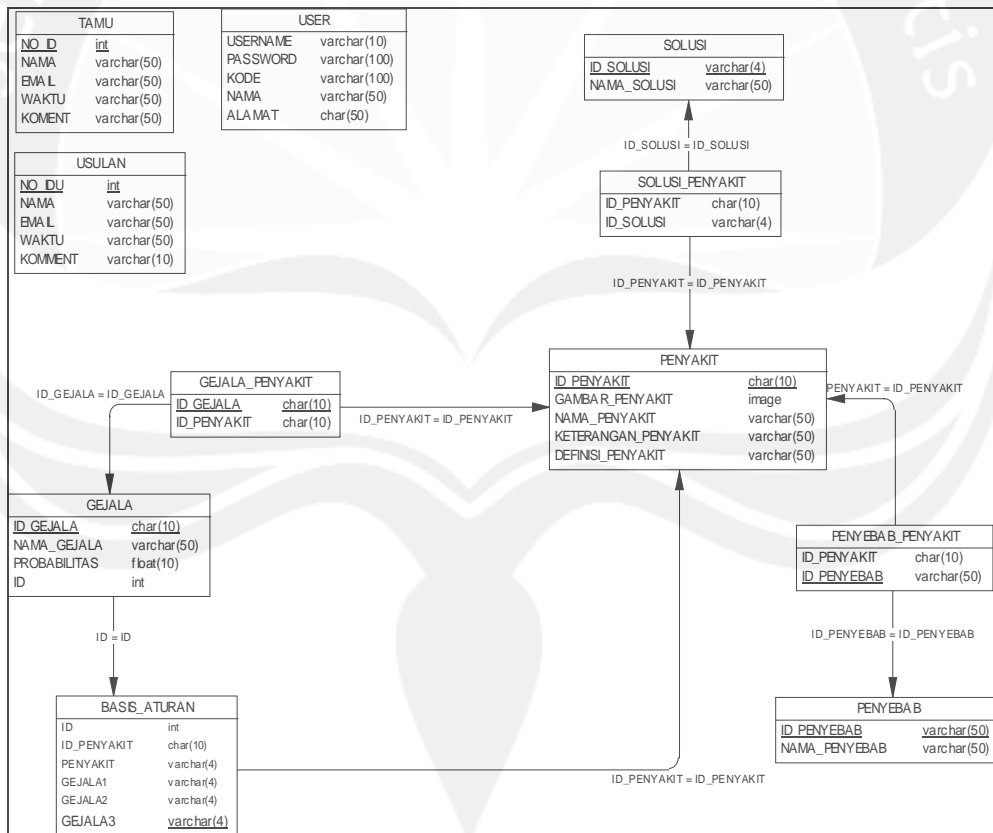 TAMU
NO_ID int
NAMA varchar(50)
EMAIL varchar(50)
WAKTU varchar(50)
KOMENT varchar(50)
USER
USERNAME varchar(10)
PASSWORD varchar(100)
KODE varchar(100)
NAMA varchar(50)
ALAMAT char(50)
SOLUSI
ID_SOLUSI varchar(4)
NAMA_SOLUSI varchar(50)
ID_SOLUSI = ID_SOLUSI
USULAN
NO_IDU int
NAMA varchar(50)
EMAIL varchar(50)
WAKTU varchar(50)
KOMMENT varchar(10)
SOLUSI_PENYAKIT
ID_PENYAKIT char(10)
ID_SOLUSI varchar(4)
ID_PENYAKIT = ID_PENYAKIT
PENYAKIT
ID_PENYAKIT char(10)
GAMBAR_PENYAKIT image
NAMA_PENYAKIT varchar(50)
KETERANGAN_PENYAKIT varchar(50)
DEFINISI_PENYAKIT varchar(50)
PENYAKIT = ID_PENYAKIT
ID_GEJALA = ID_GEJALA
GEJALA_PENYAKIT
ID_GEJALA char(10)
ID_PENYAKIT char(10)
ID_PENYAKIT = ID_PENYAKIT
GEJALA
ID_GEJALA char(10)
NAMA_GEJALA varchar(50)
PROBABILITAS float(10)
ID int
PENYEBAB_PENYAKIT
ID_PENYAKIT char(10)
ID_PENYEBAB varchar(50)
ID = ID
ID_PENYEBAB = ID_PENYEBAB
BASIS_ATURAN
ID int
ID_PENYAKIT char(10)
PENYAKIT varchar(4)
GEJALA1 varchar(4)
GEJALA2 varchar(4)
GEJALA3 varchar(4)
PENYEBAB
ID_PENYEBAB varchar(50)
NAMA_PENYEBAB varchar(50)
ID_PENYAKIT = ID_PENYAKIT